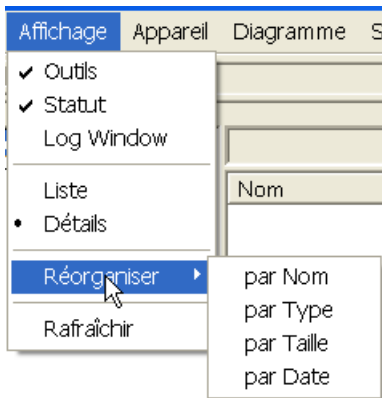 Affichage Appareil Diagramme S
Outils
Statut
Log Window
Liste
Nom
Détails
Réorganiser
par Nom
par Type
Rafraîchir
par Taille
par Date